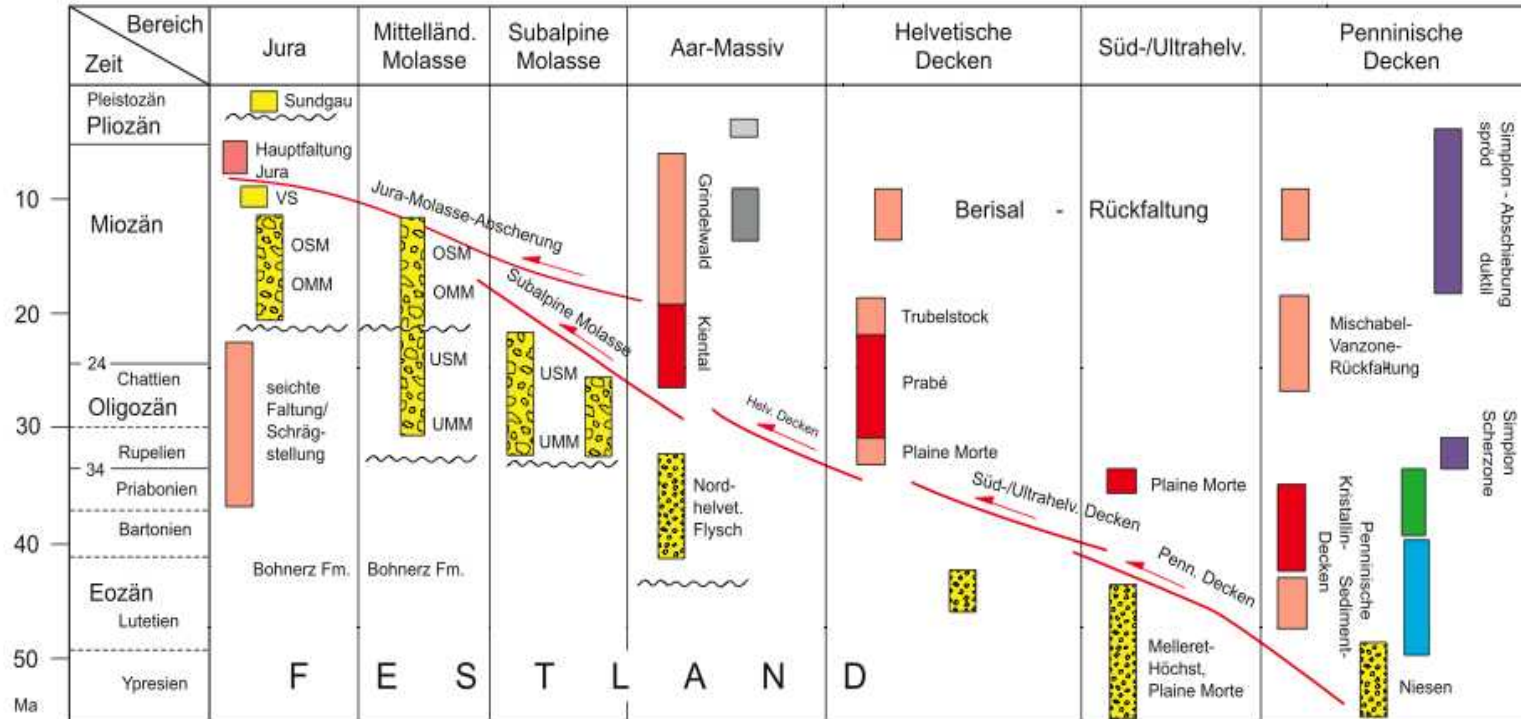 Bereich
Zeit
Jura
Mittelländ.
Molasse
Subalpine
Molasse
Aar-Massiv
Helvetische
Decken
Süd-/Ultrahelv.
Penninische
Decken
Pleistozän
Pliozän
Miozän
24
Chattien
Oligozän
Rupelien
34
Priabonien
Bartonien
Eozän
Lutetien
Ypresien
10
20
30
40
50
Ma
Sundgau
Hauptfaltung
Jura
VS
OSM
OMM
seichte
Faltung/
Schräg-
stellung
Bohnerz Fm.
OSM
OMM
USM
UMM
Bohnerz Fm.
USM
UMM
Jura-Molasse-Abscherung
Subalpine Molasse
Helv. Decken
Süd-/Ultrahelv. Decken
Penn. Decken
Grindelwald
Kiental
Nord-
helvet.
Flysch
Berisal - Rückfaltung
Trubelstock
Prabé
Plaine Morte
Plaine Morte
Melleret-
Höchst,
Plaine Morte
Mischabel-
Vanzone-
Rückfaltung
Simplon - Abschiebung
spröd duktil
Simplon
Scherzone
Penninische Sediment-
Kristallin-
Decken
Niesen
F E S T L A N D